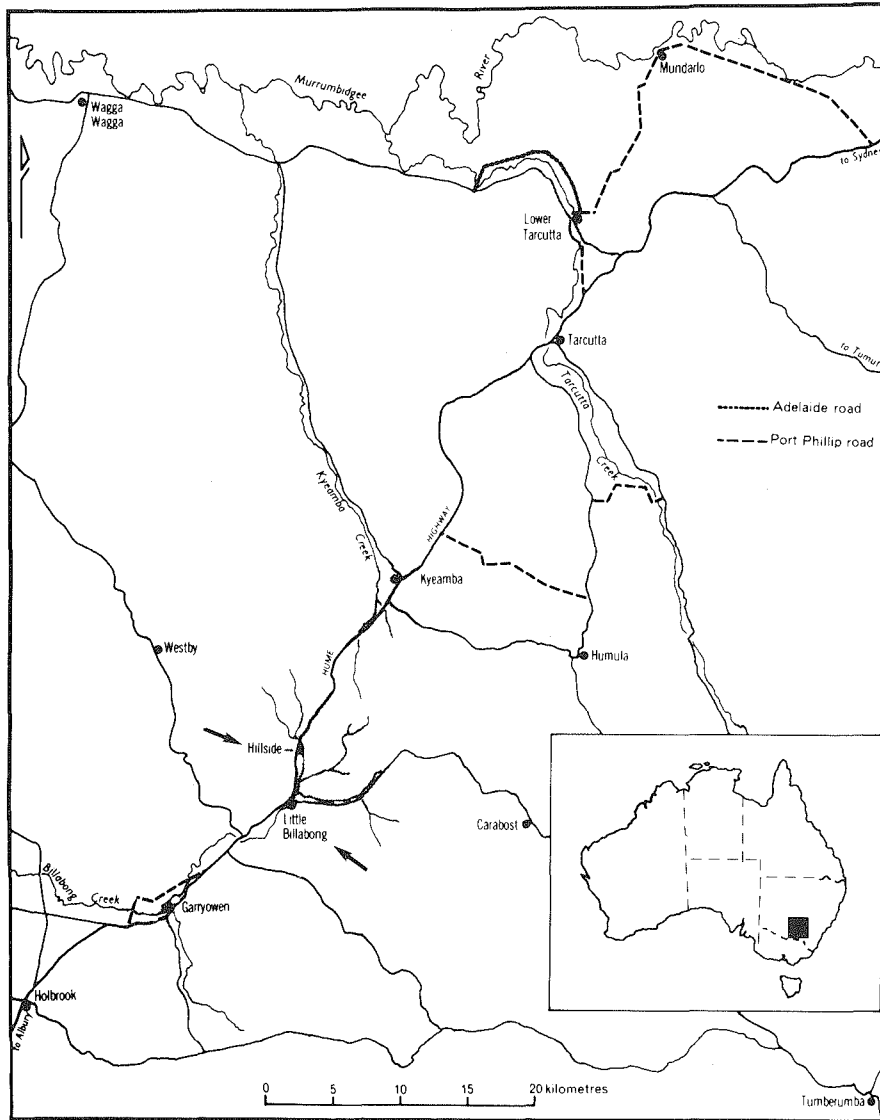 Wagga
Wagga
Murrumbidgee
River
Mundarlo
to Sydne
Lower
Tarcutta
Tarcutta
to Tumut
Tarcutta
Creek
Adelaide road
Port Phillip road
Kyeamba
Creek
HIGHWAY
Kyeamba
Westby
HUME
Humula
Hillside
Little
Billabong
Carabost
Billabong
Creek
Garryowen
Holbrook
to Albury
0 5 10 15 20 kilometres
Tumberumba